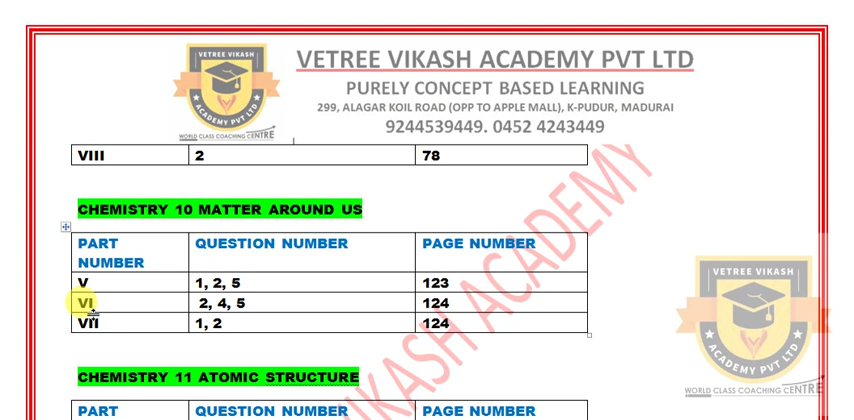 VETREE VIKASH
ACADEMY PVT LTD
WORLD CLASS COACHING CENTRE
VETREE VIKASH ACADEMY PVT LTD
PURELY CONCEPT BASED LEARNING
299, ALAGAR KOIL ROAD (OPP TO APPLE MALL), K-PUDUR, MADURAI
9244539449. 0452 4243449
VIII 2 78
CHEMISTRY 10 MATTER AROUND US
PART NUMBER QUESTION NUMBER PAGE NUMBER
V 1, 2, 5 123
VI 2, 4, 5 124
VII 1, 2 124
CHEMISTRY 11 ATOMIC STRUCTURE
PART QUESTION NUMBER PAGE NUMBER
VIKASH ACADEMY
VETREE VIKASH
ACADEMY PVT LTD
WORLD CLASS COACHING CENTRE